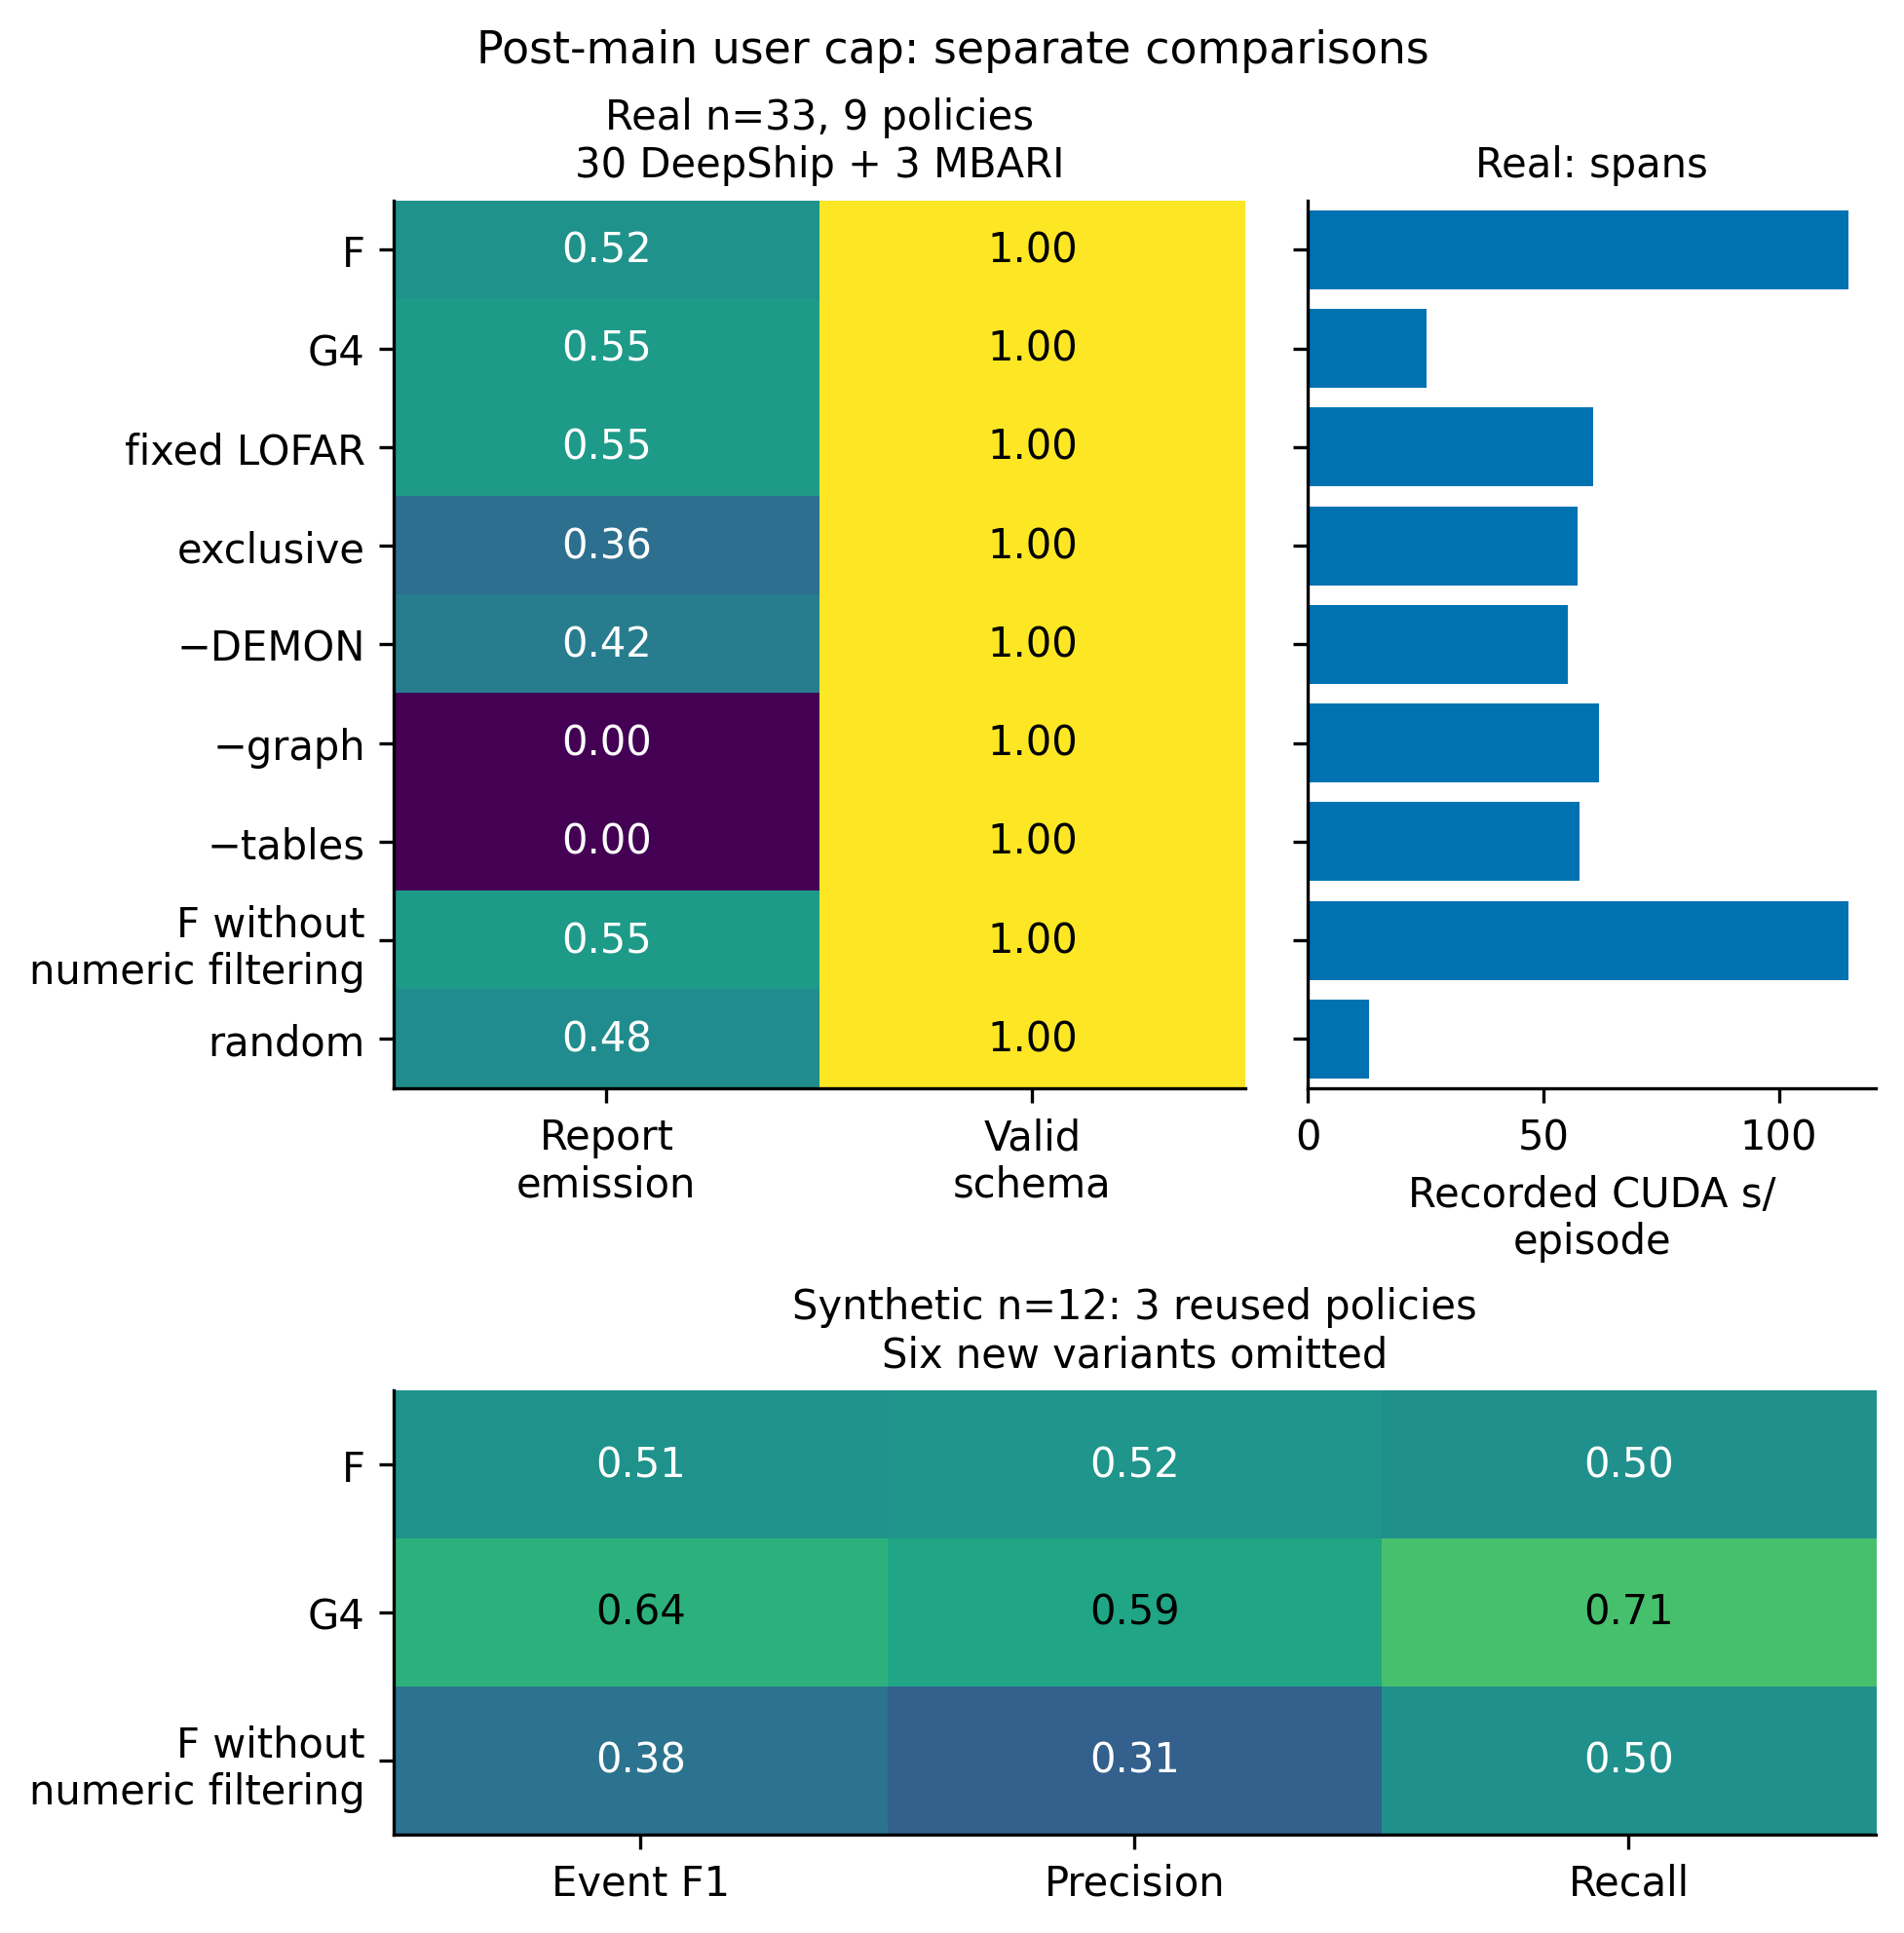 Post-main user cap: separate comparisons
Real n=33, 9 policies
30 DeepShip + 3 MBARI
Real: spans
F
0.52
1.00
G4
0.55
1.00
fixed LOFAR
0.55
1.00
exclusive
0.36
1.00
−DEMON
0.42
1.00
−graph
0.00
1.00
−tables
0.00
1.00
F without
numeric filtering
0.55
1.00
random
0.48
1.00
Report
emission
Valid
schema
0
50
100
Recorded CUDA s/
episode
Synthetic n=12: 3 reused policies
Six new variants omitted
F
0.51
0.52
0.50
G4
0.64
0.59
0.71
F without
numeric filtering
0.38
0.31
0.50
Event F1
Precision
Recall